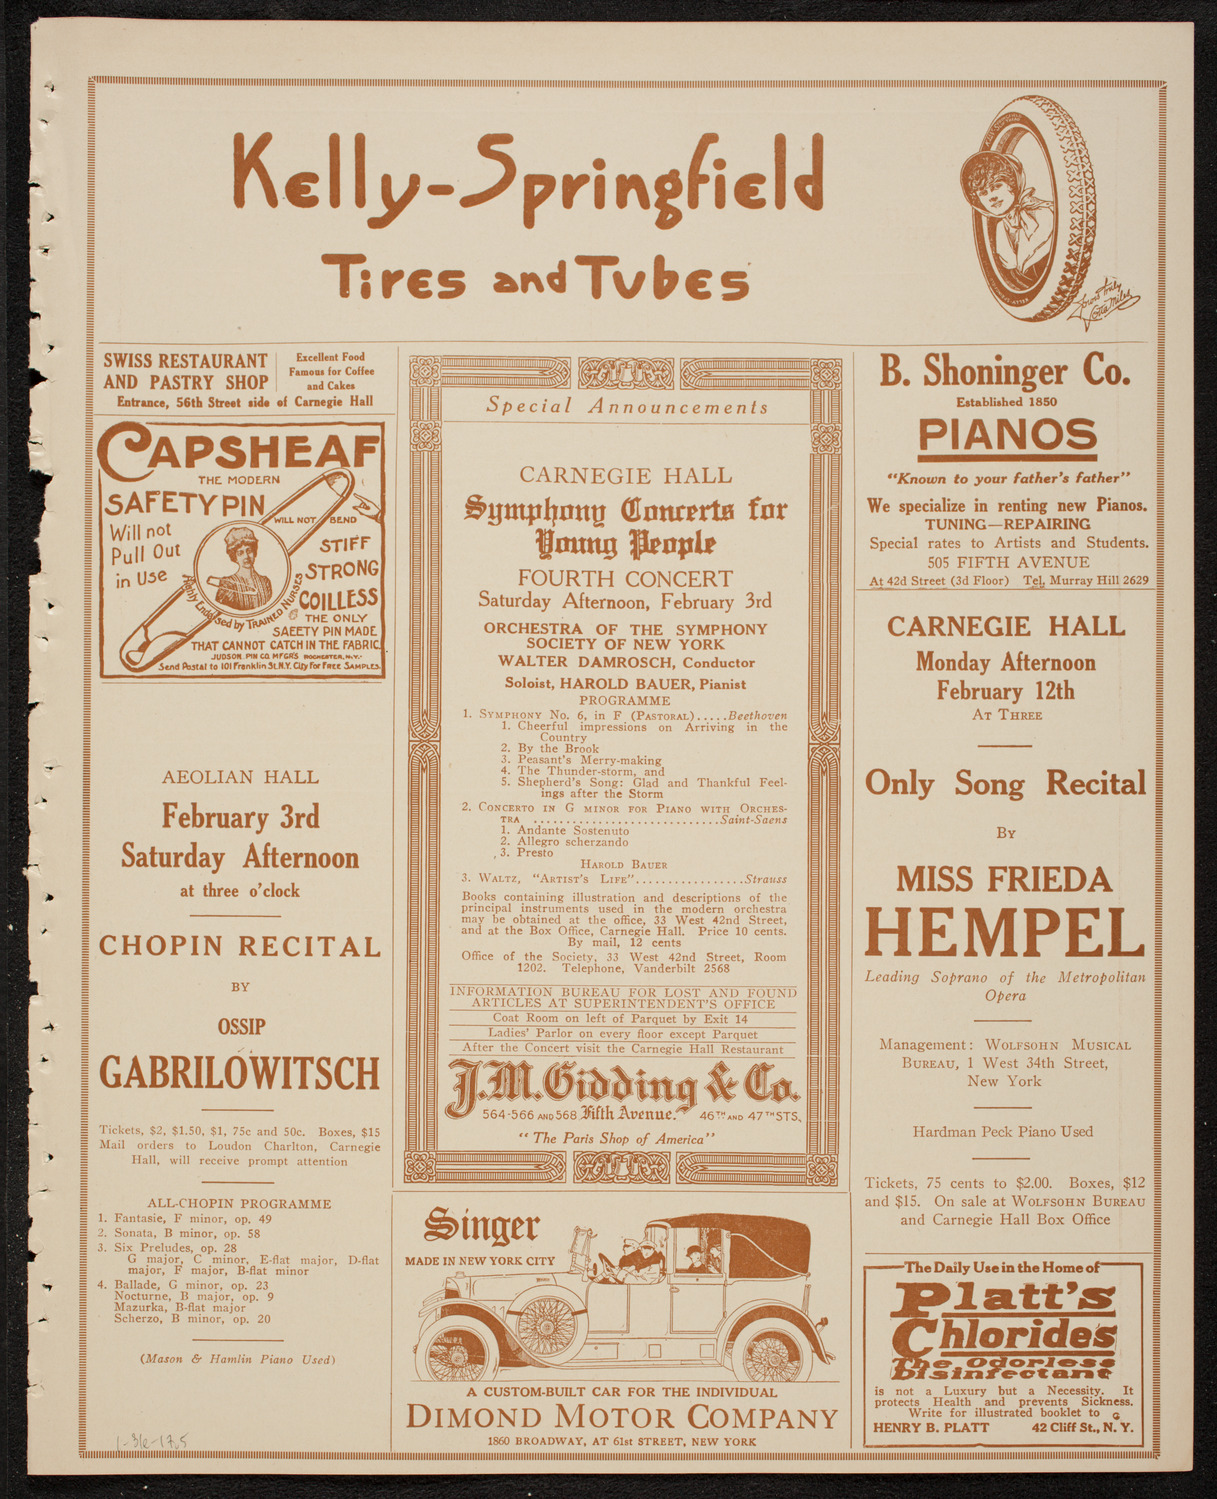 Kelly-Springfield
Tires and Tubes
Yours truly
Lotta Miles
SWISS RESTAURANT
AND PASTRY SHOP
Excellent Food
Famous for Coffee
and Cakes
Entrance, 56th Street side of Carnegie Hall
CAPSHEAF
THE MODERN
SAFETY PIN
WILL NOT BEND
Will not
Pull Out
in Use
STIFF
STRONG
COILLESS
Highly Endorsed by TRAINED NURSES
THE ONLY
SAFETY PIN MADE
THAT CANNOT CATCH IN THE FABRIC.
JUDSON PIN CO. MFGRS ROCHESTER, N.Y.
Send Postal to 101 Franklin St. N.Y. City for FREE SAMPLES.
AEOLIAN HALL
February 3rd
Saturday Afternoon
at three o'clock
CHOPIN RECITAL
BY
OSSIP
GABRILOWITSCH
Tickets, $2, $1.50, $1, 75c and 50c. Boxes, $15
Mail orders to Loudon Charlton, Carnegie
Hall, will receive prompt attention
ALL-CHOPIN PROGRAMME
1. Fantasie, F minor, op. 49
2. Sonata, B minor, op. 58
3. Six Preludes, op. 28
G major, C minor, E-flat major, D-flat
major, F major, B-flat minor
4. Ballade, G minor, op. 23
Nocturne, B major, op. 9
Mazurka, B-flat major
Scherzo, B minor, op. 20
(Mason & Hamlin Piano Used)
Special Announcements
CARNEGIE HALL
Symphony Concerts for
Young People
FOURTH CONCERT
Saturday Afternoon, February 3rd
ORCHESTRA OF THE SYMPHONY
SOCIETY OF NEW YORK
WALTER DAMROSCH, Conductor
Soloist, HAROLD BAUER, Pianist
PROGRAMME
1. SYMPHONY No. 6, IN F (PASTORAL).....Beethoven
1. Cheerful impressions on Arriving in the
Country
2. By the Brook
3. Peasant's Merry-making
4. The Thunder-storm, and
5. Shepherd's Song: Glad and Thankful Feel-
ings after the Storm
2. CONCERTO IN G MINOR FOR PIANO WITH ORCHES-
TRA ............................Saint-Saens
1. Andante Sostenuto
2. Allegro scherzando
3. Presto
HAROLD BAUER
3. WALTZ, "ARTIST'S LIFE".................Strauss
Books containing illustration and descriptions of the
principal instruments used in the modern orchestra
may be obtained at the office, 33 West 42nd Street,
and at the Box Office, Carnegie Hall. Price 10 cents.
By mail, 12 cents
Office of the Society, 33 West 42nd Street, Room
1202. Telephone, Vanderbilt 2568
INFORMATION BUREAU FOR LOST AND FOUND
ARTICLES AT SUPERINTENDENT'S OFFICE
Coat Room on left of Parquet by Exit 14
Ladies' Parlor on every floor except Parquet
After the Concert visit the Carnegie Hall Restaurant
J.M. Gidding & Co.
564-566 AND 568 Fifth Avenue. 46TH AND 47TH STS.
"The Paris Shop of America"
Singer
MADE IN NEW YORK CITY
A CUSTOM-BUILT CAR FOR THE INDIVIDUAL
DIMOND MOTOR COMPANY
1860 BROADWAY, AT 61st STREET, NEW YORK
B. Shoninger Co.
Established 1850
PIANOS
"Known to your father's father"
We specialize in renting new Pianos.
TUNING—REPAIRING
Special rates to Artists and Students.
505 FIFTH AVENUE
At 42d Street (3d Floor) Tel. Murray Hill 2629
CARNEGIE HALL
Monday Afternoon
February 12th
AT THREE
Only Song Recital
BY
MISS FRIEDA
HEMPEL
Leading Soprano of the Metropolitan
Opera
Management: WOLFSOHN MUSICAL
BUREAU, 1 West 34th Street,
New York
Hardman Peck Piano Used
Tickets, 75 cents to $2.00. Boxes, $12
and $15. On sale at WOLFSOHN BUREAU
and Carnegie Hall Box Office
The Daily Use in the Home of
Platt's
Chlorides
The Odorless
Disinfectant
is not a Luxury but a Necessity. It
protects Health and prevents Sickness.
Write for illustrated booklet to G
HENRY B. PLATT 42 Cliff St., N. Y.